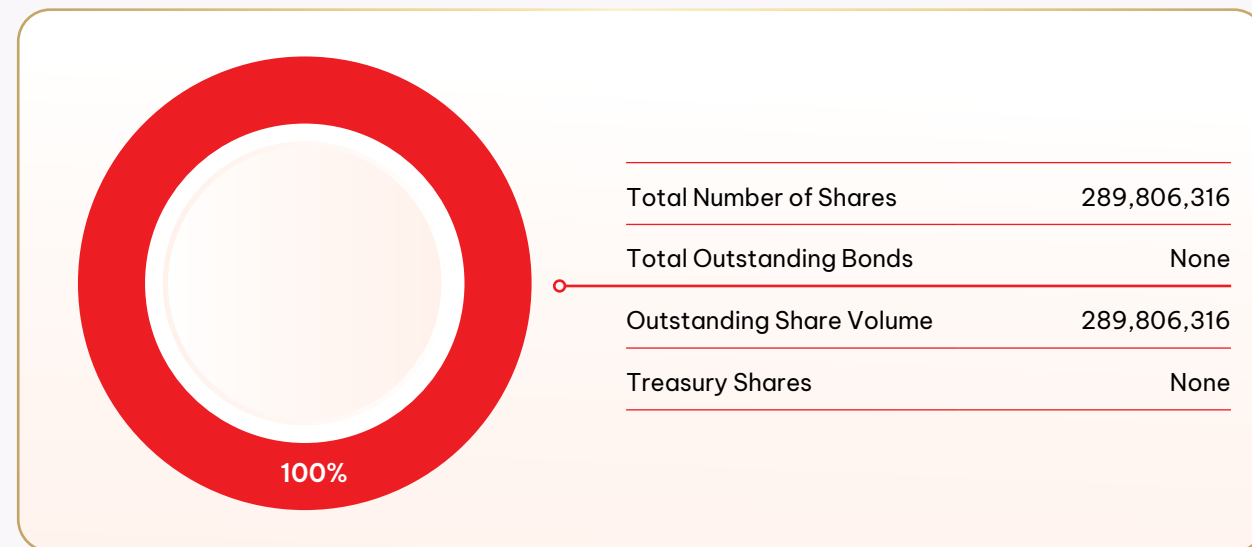 Total Number of Shares 289,806,316
Total Outstanding Bonds None
Outstanding Share Volume 289,806,316
Treasury Shares None
100%